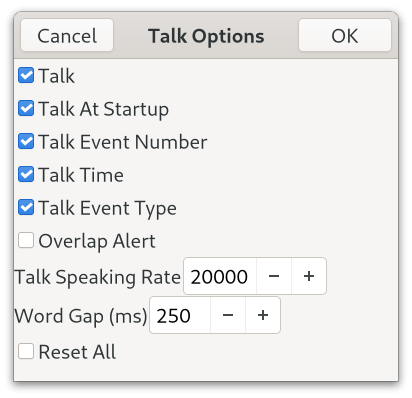 Cancel Talk Options OK
Talk
Talk At Startup
Talk Event Number
Talk Time
Talk Event Type
Overlap Alert
Talk Speaking Rate 20000 − +
Word Gap (ms) 250 − +
Reset All